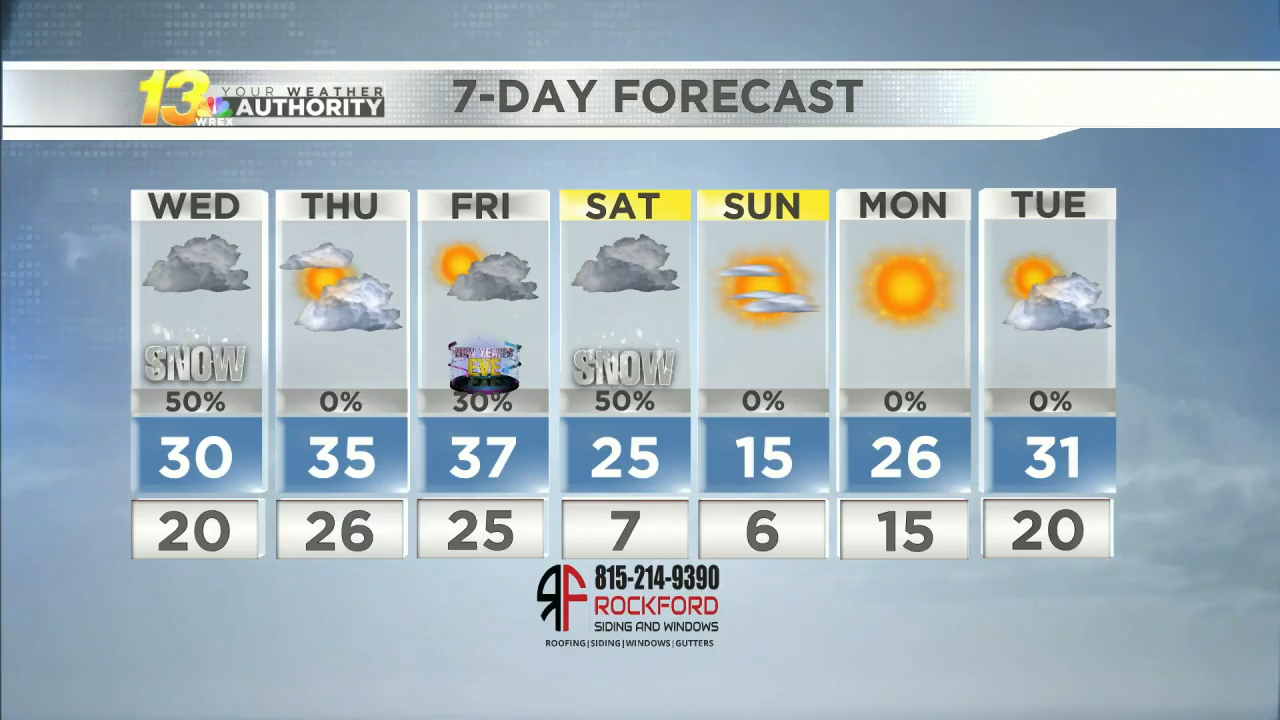 13 WREX
YOUR WEATHER
AUTHORITY
7-DAY FORECAST
WED THU FRI SAT SUN MON TUE
NEW YEAR'S
EVE
SNOW SNOW
50% 0% 30% 50% 0% 0% 0%
30 35 37 25 15 26 31
20 26 25 7 6 15 20
RF
815-214-9390
ROCKFORD
SIDING AND WINDOWS
ROOFING|SIDING|WINDOWS|GUTTERS